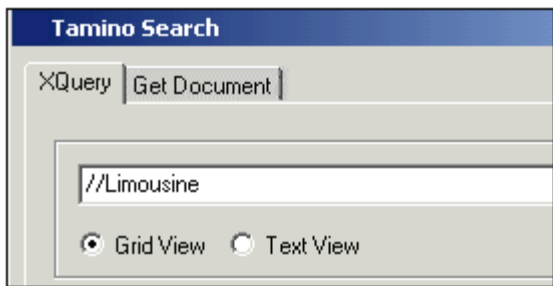 Tamino Search
XQuery Get Document
//Limousine
Grid View Text View